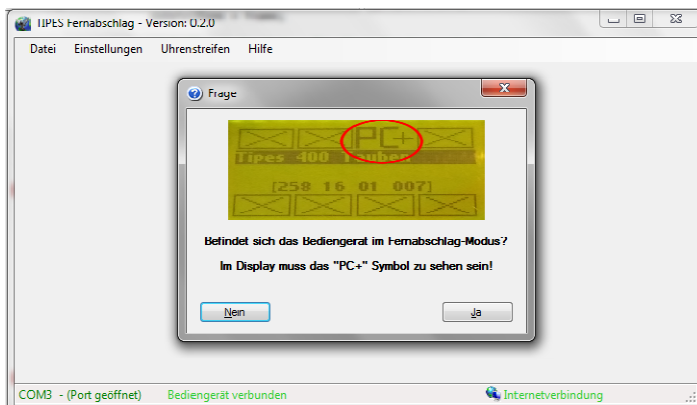 TIPES Fernabschlag - Version: 0.2.0
Datei Einstellungen Uhrenstreifen Hilfe
Frage
PC+
Tipes 400 Tauben
[258 16 01 007]
Befindet sich das Bediengerät im Fernabschlag-Modus?
Im Display muss das "PC+" Symbol zu sehen sein!
Nein Ja
COM3 - (Port geöffnet) Bediengerät verbunden Internetverbindung